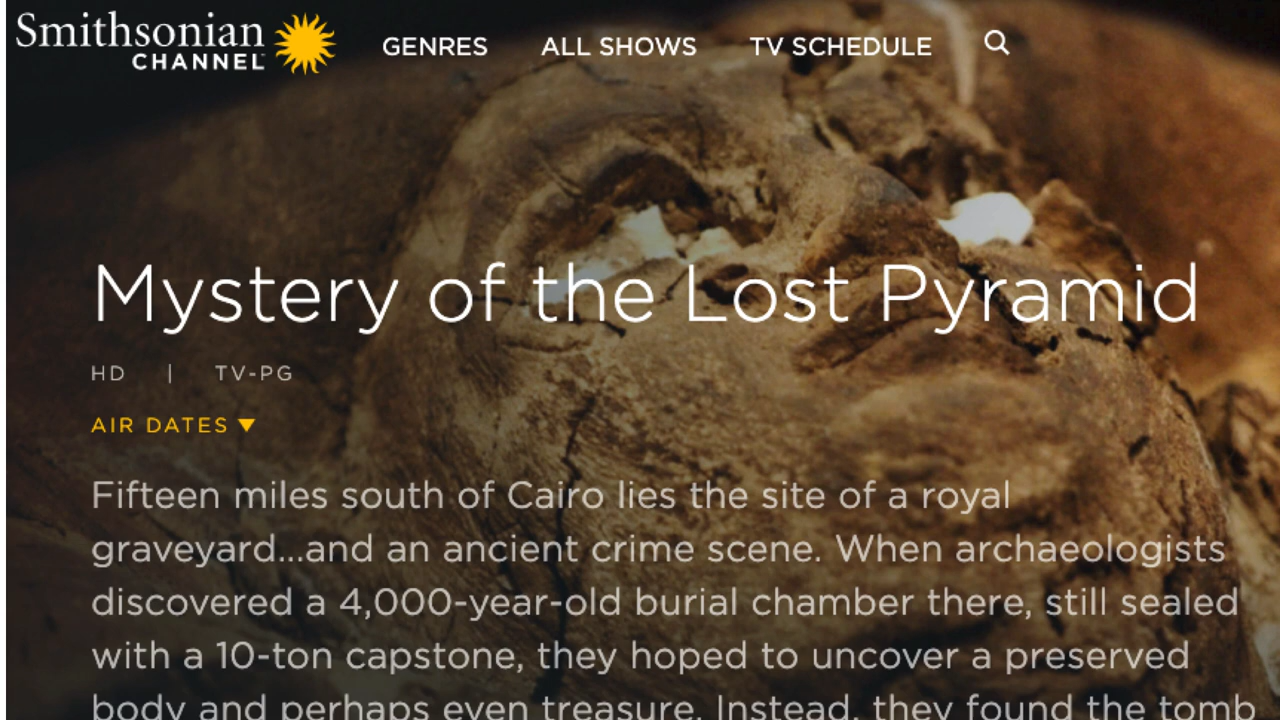 Smithsonian
CHANNEL
GENRES ALL SHOWS TV SCHEDULE
Mystery of the Lost Pyramid
HD | TV-PG
AIR DATES ▼
Fifteen miles south of Cairo lies the site of a royal
graveyard...and an ancient crime scene. When archaeologists
discovered a 4,000-year-old burial chamber there, still sealed
with a 10-ton capstone, they hoped to uncover a preserved
body and perhaps even treasure. Instead, they found the tomb